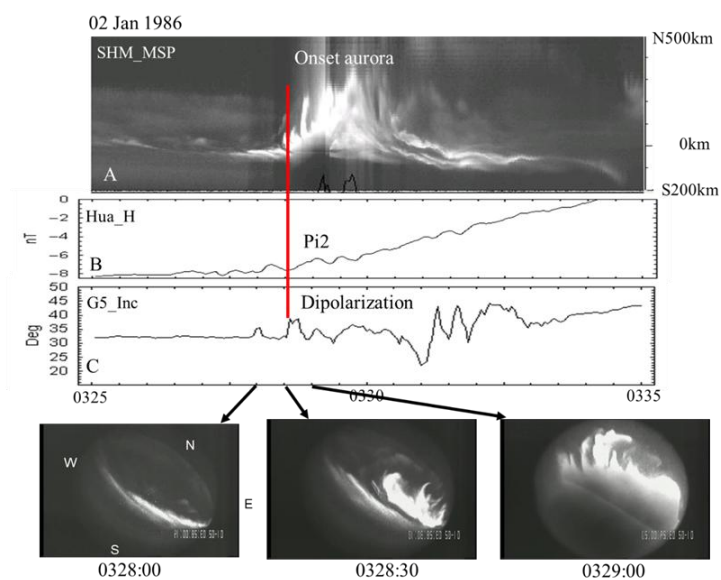 02 Jan 1986
SHM_MSP
Onset aurora
N500km
0km
S200km
A
Hua_H
Pi2
B
nT
0
−2
−4
−6
−8
G5_Inc
Dipolarization
C
Deg
50
45
40
35
30
25
20
0325
0330
0335
W
N
S
E
0328:00
0328:30
0329:00